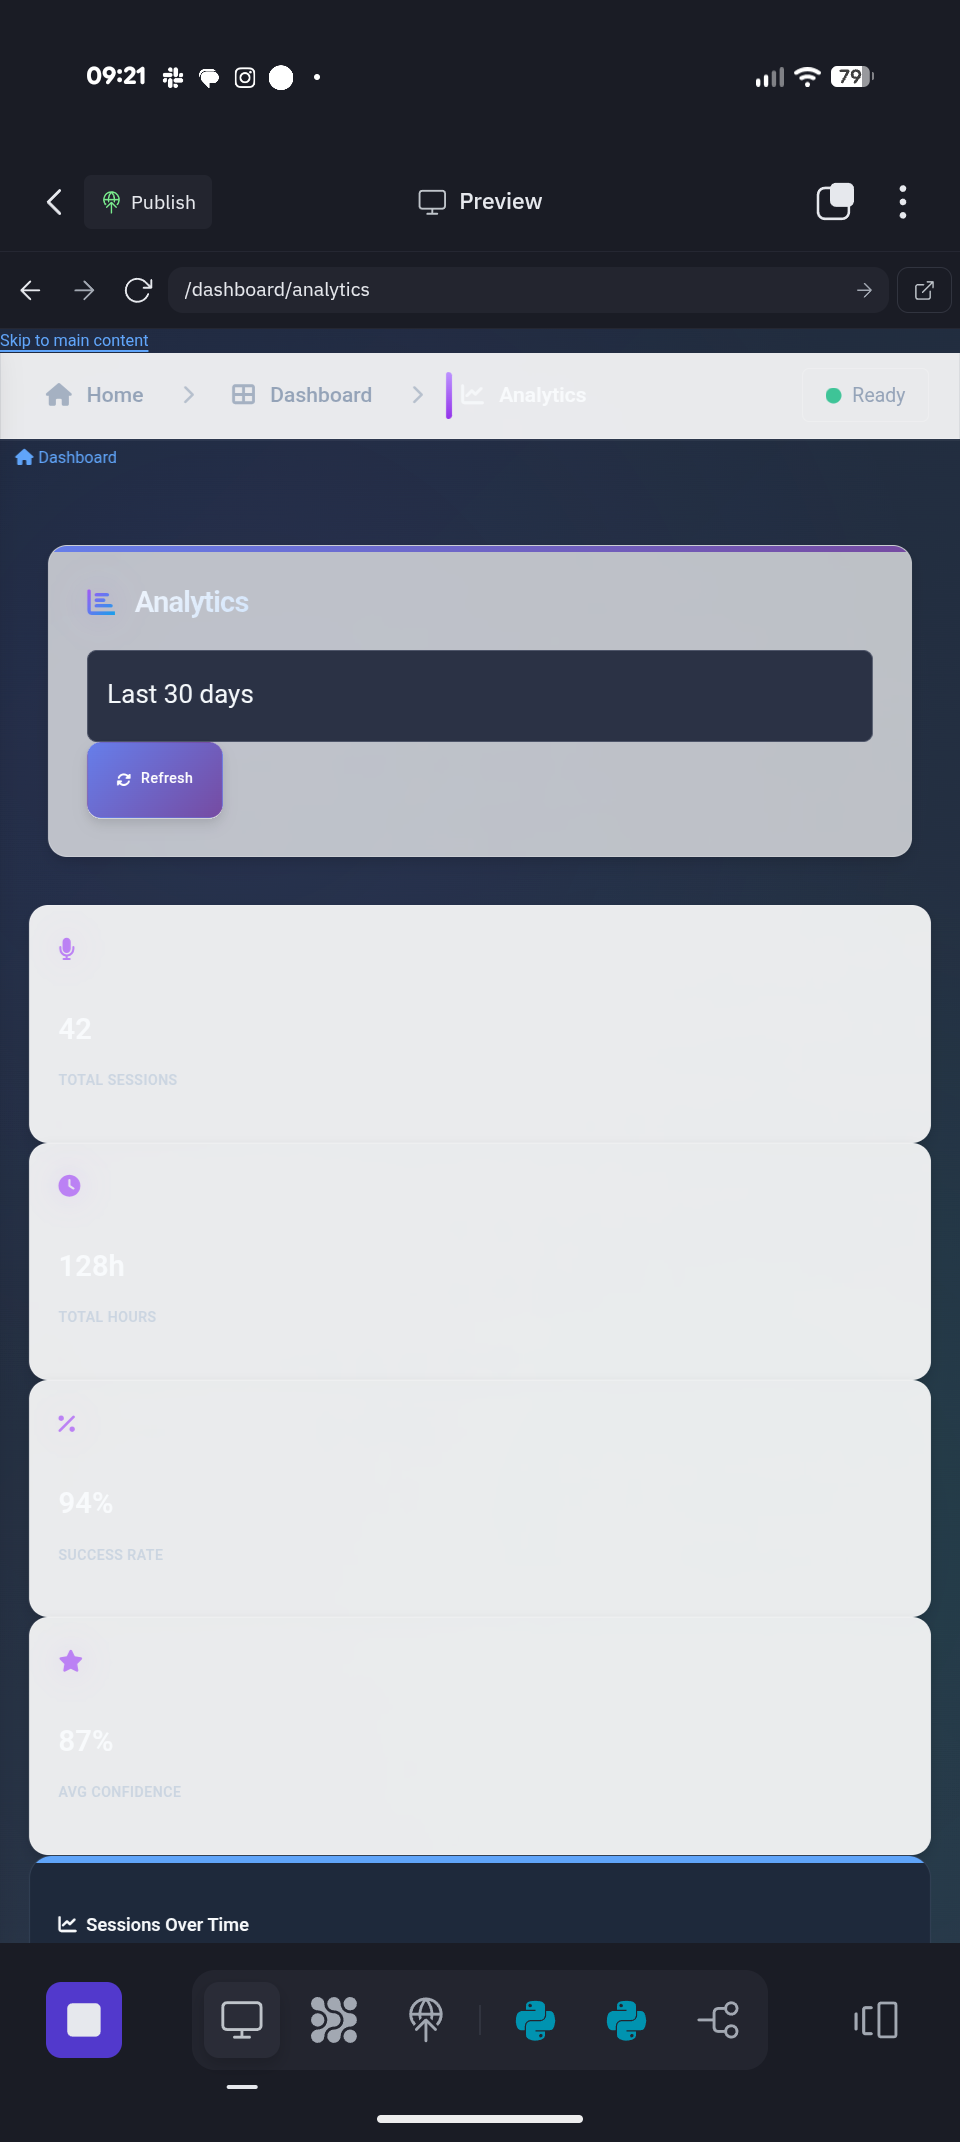 09:21
79
Publish
Preview
/dashboard/analytics
Skip to main content
Home
Dashboard
Analytics
Ready
Dashboard
Analytics
Last 30 days
Refresh
42
TOTAL SESSIONS
128h
TOTAL HOURS
94%
SUCCESS RATE
87%
AVG CONFIDENCE
Sessions Over Time